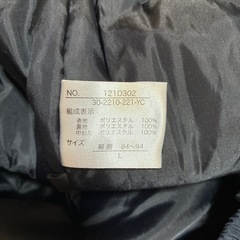 NO. 121D302
30-2210-221-YC
組成表示
表地 ポリエステル 100%
裏地 ポリエステル 100%
中わた ポリエステル 100%
サイズ
胸囲 84~94
L